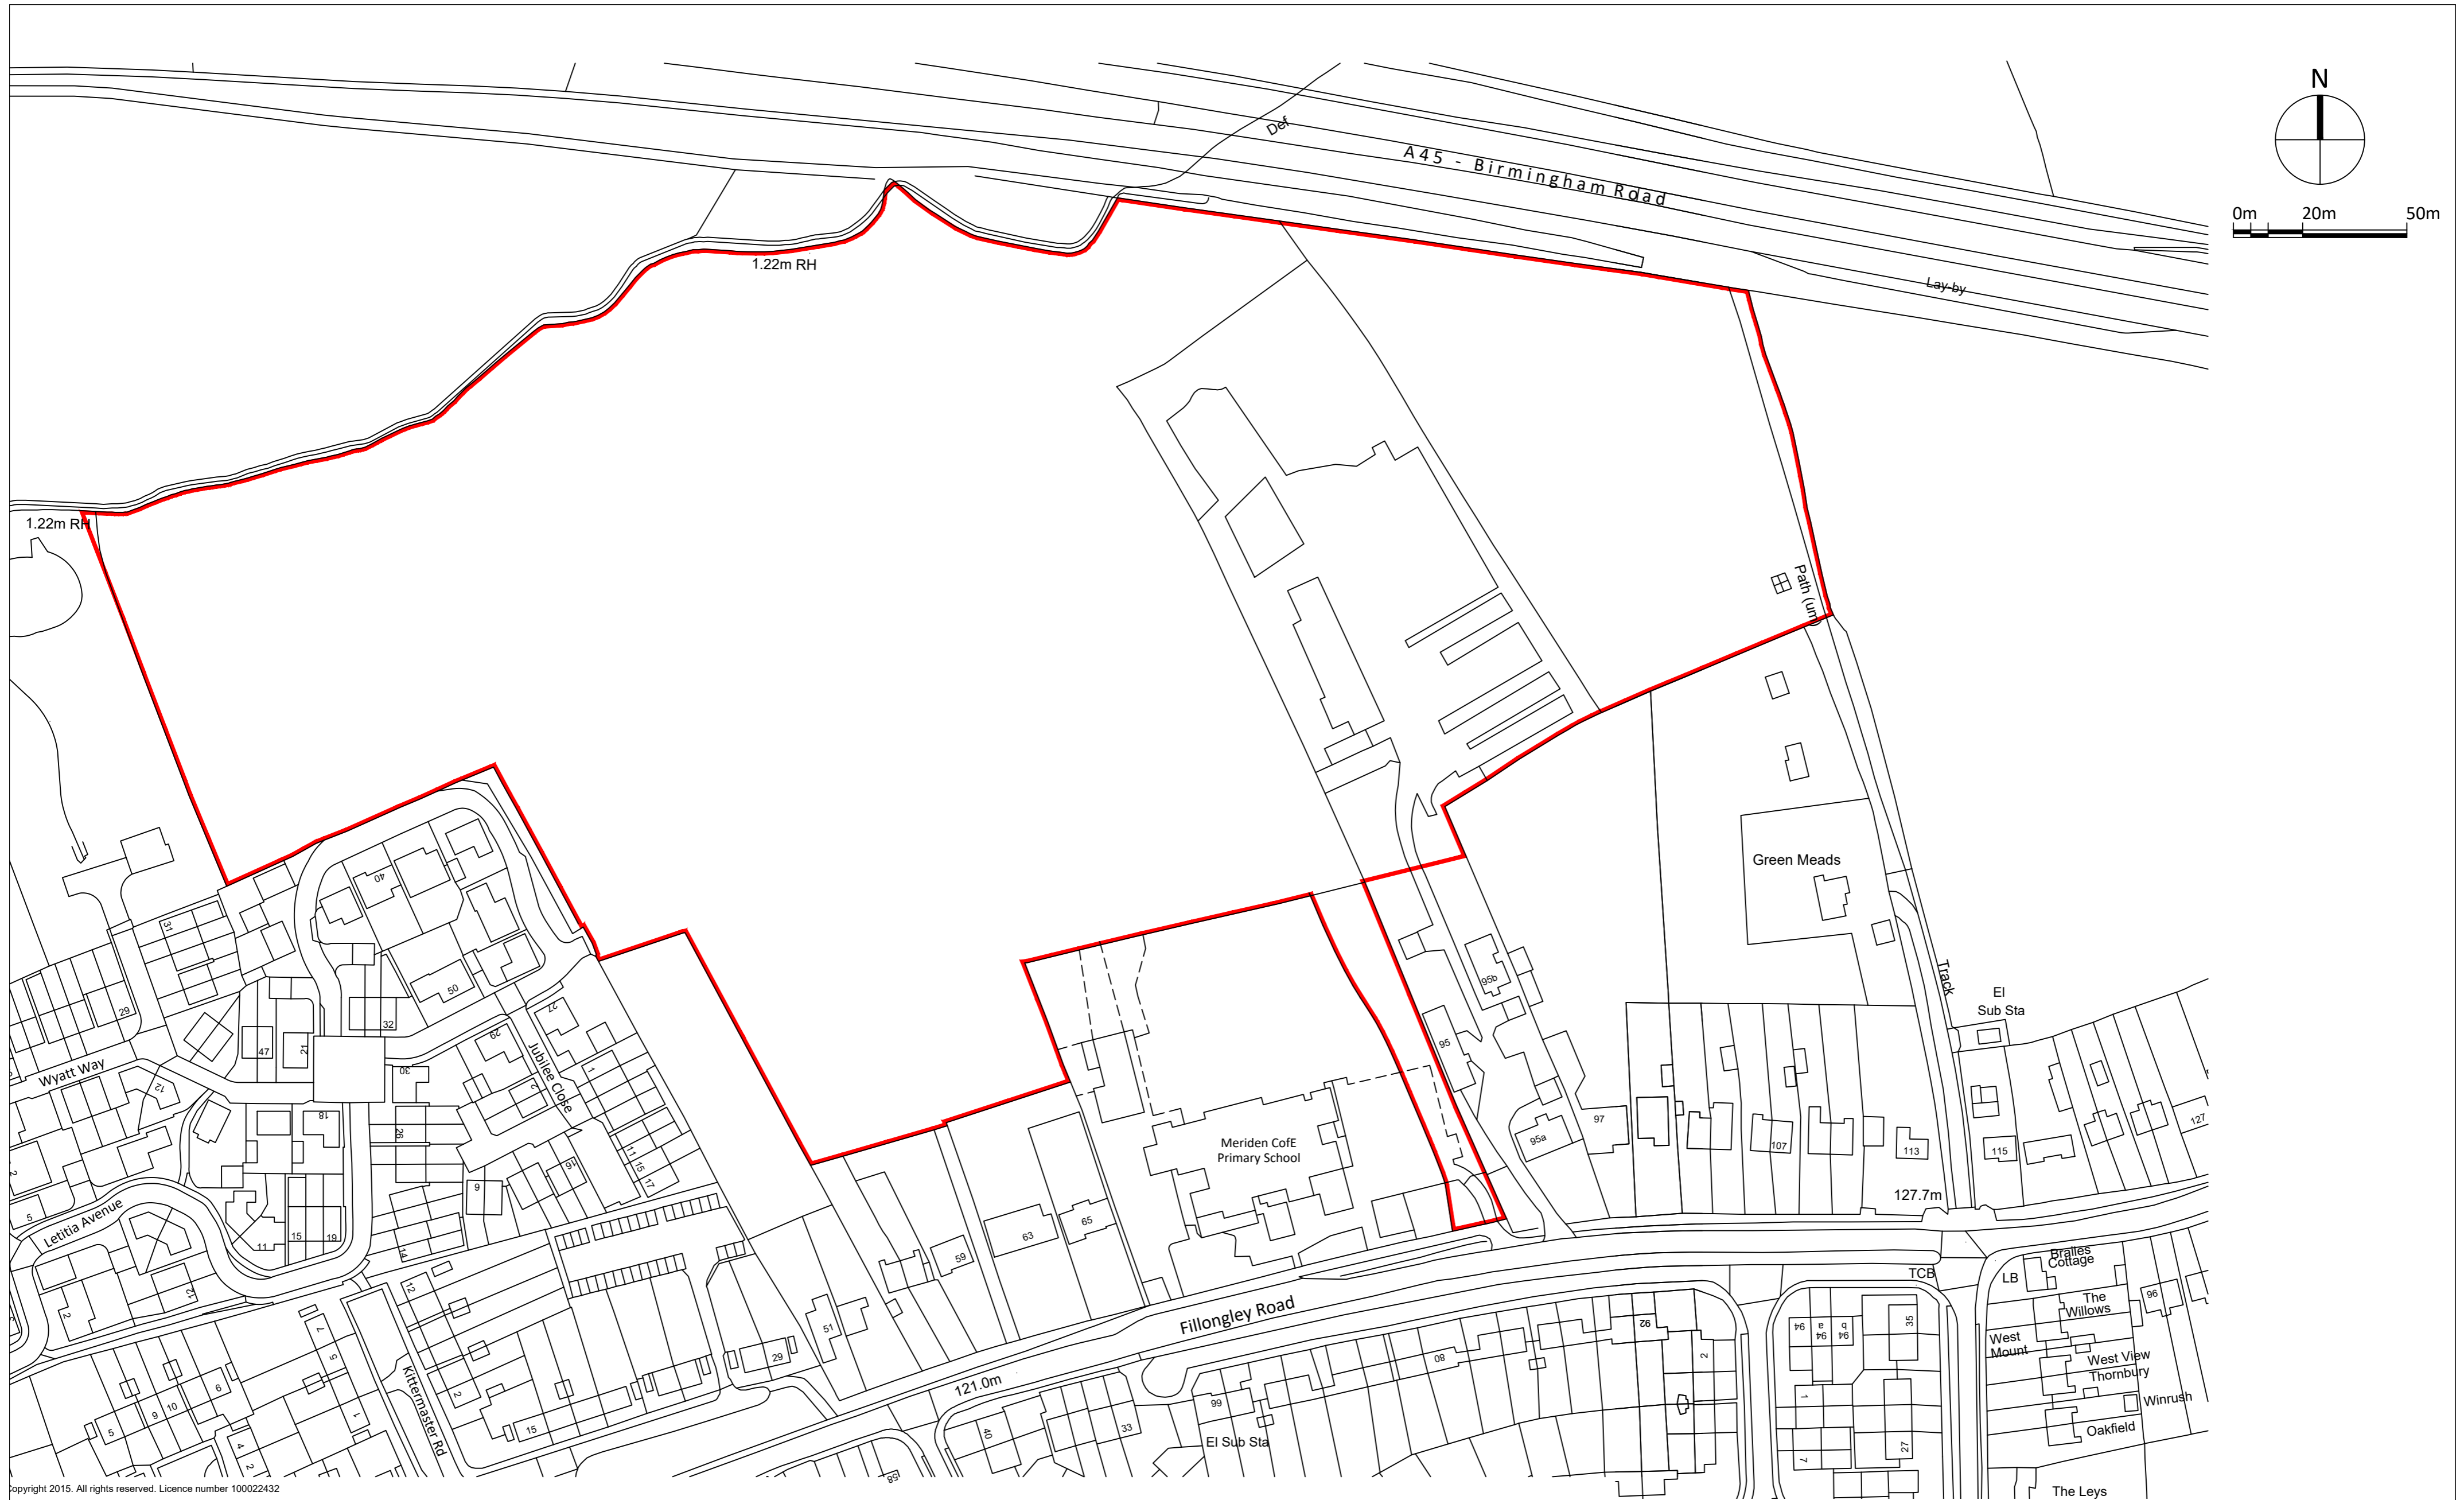 N
0m 20m 50m
Def
A45 - Birmingham Road
Lay-by
1.22m RH
1.22m RH
Path (um)
Green Meads
Track
El
Sub Sta
Meriden CofE
Primary School
Wyatt Way
Jubilee Close
Letitia Avenue
Kittermaster Rd
Fillongley Road
121.0m
127.7m
TCB
LB
Bralles
Cottage
The
Willows
West
Mount
West View
Thornbury
Winrush
Oakfield
The Leys
El Sub Sta
31
29
40
50
32
47
21
27
29
30
12
18
26
2
1
11
15
17
16
9
14
11
15
19
5
2
12
12
7
5
1
2
15
29
51
59
63
65
95
95b
95a
97
107
113
115
127
96
92
80
99
33
40
58
2
94
94 a
94 b
35
1
7
27
5
9
10
6
4
2
Copyright 2015. All rights reserved. Licence number 100022432